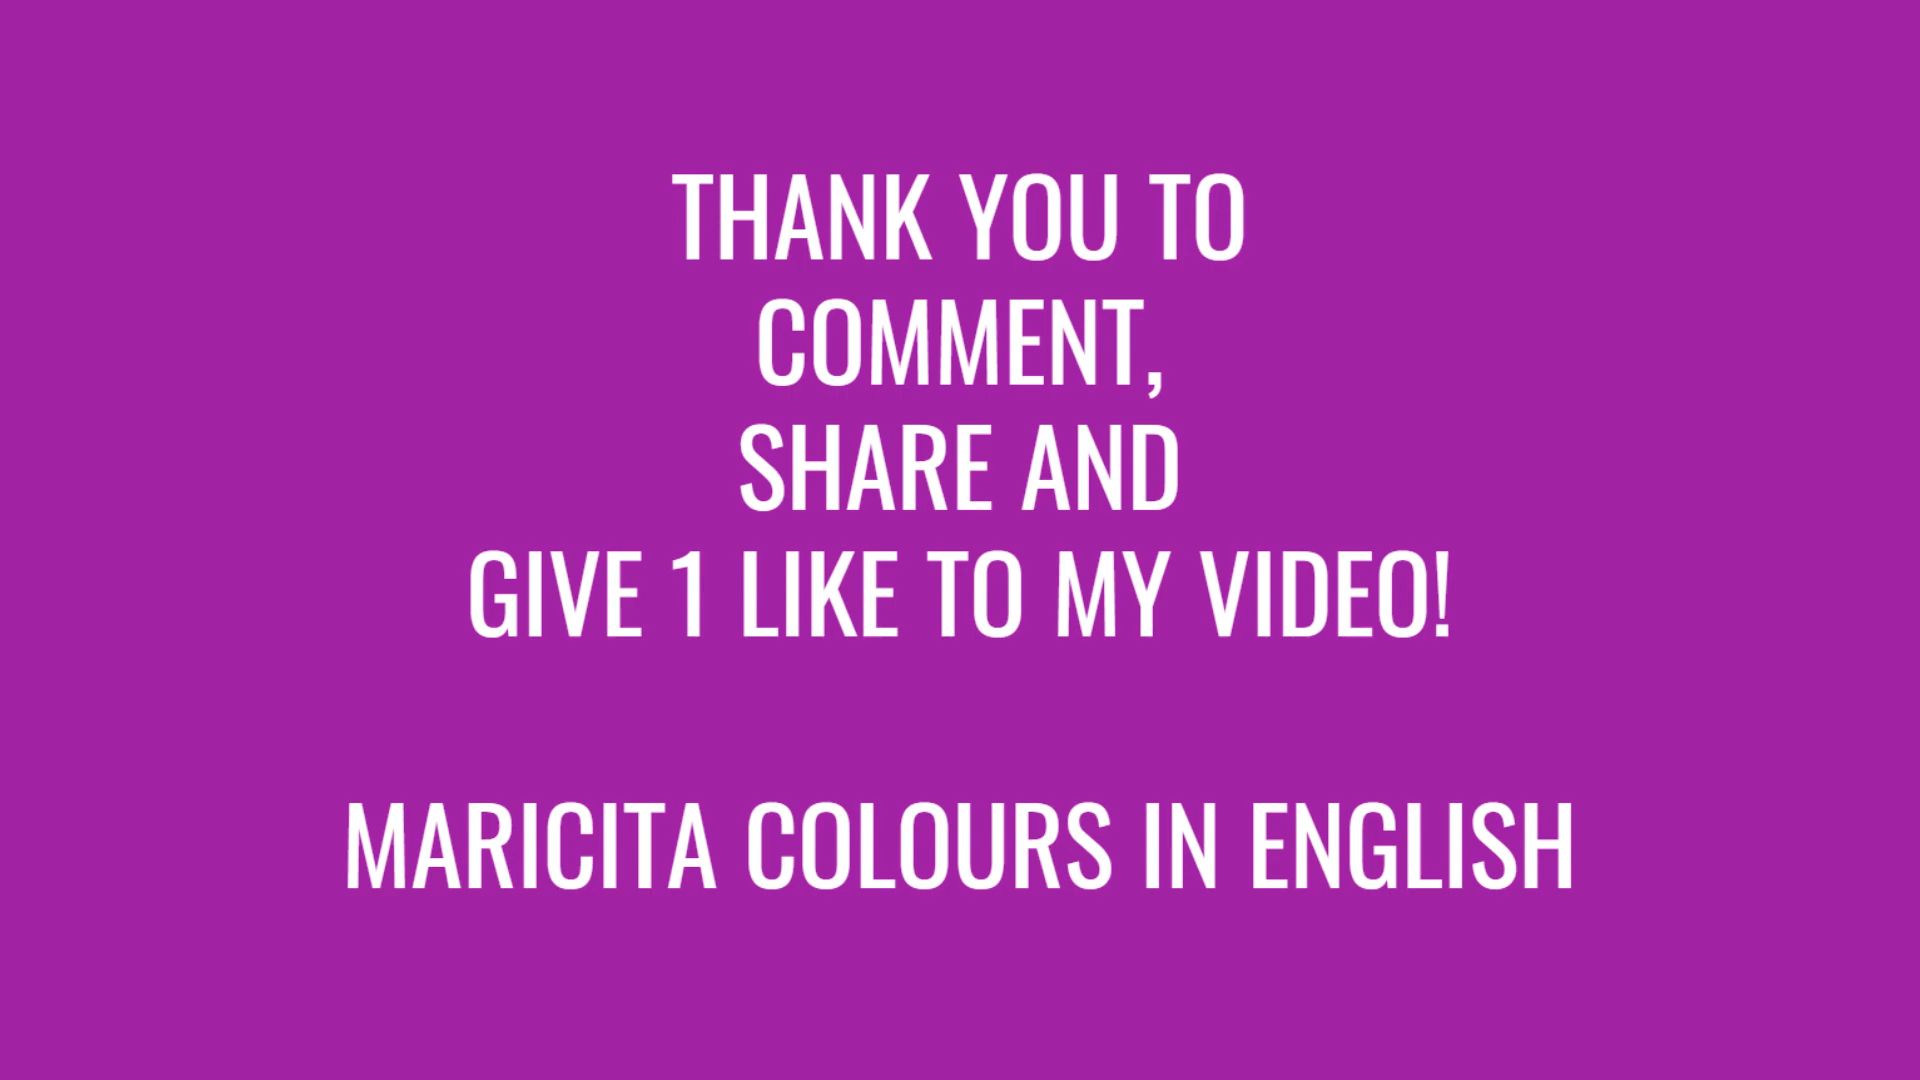 THANK YOU TO
COMMENT,
SHARE AND
GIVE 1 LIKE TO MY VIDEO!
MARICITA COLOURS IN ENGLISH